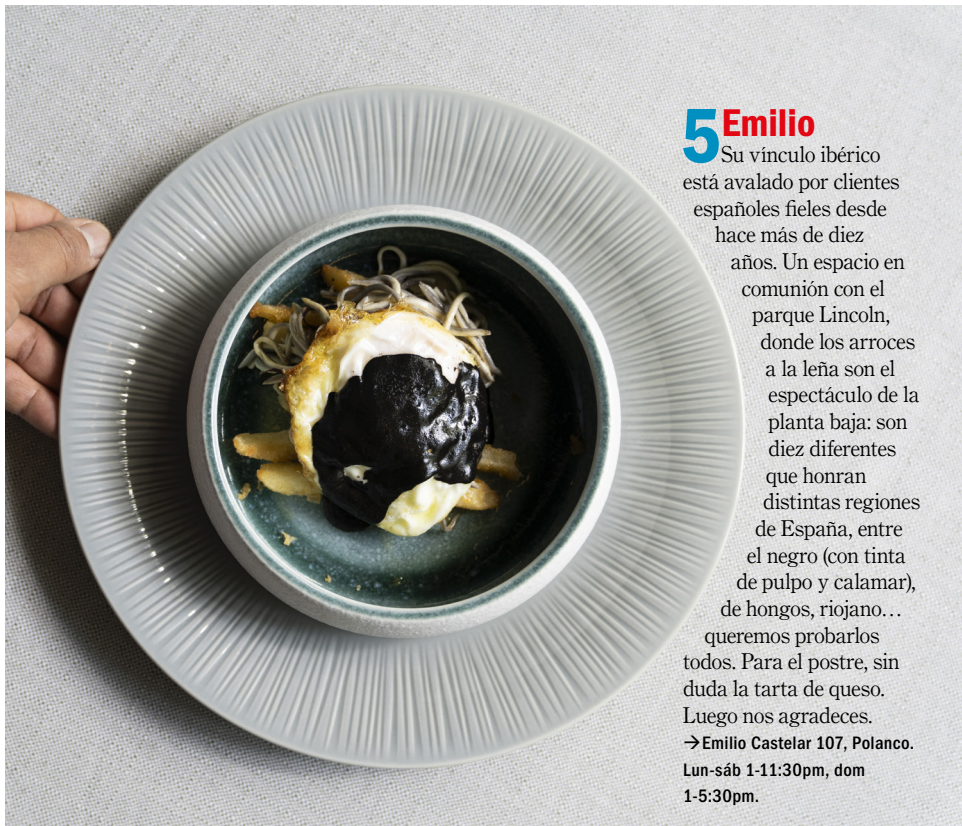 5 Emilio
Su vínculo ibérico
está avalado por clientes
españoles fieles desde
hace más de diez
años. Un espacio en
comunión con el
parque Lincoln,
donde los arroces
a la leña son el
espectáculo de la
planta baja: son
diez diferentes
que honran
distintas regiones
de España, entre
el negro (con tinta
de pulpo y calamar),
de hongos, riojano…
queremos probarlos
todos. Para el postre, sin
duda la tarta de queso.
Luego nos agradeces.
→Emilio Castelar 107, Polanco.
Lun-sáb 1-11:30pm, dom
1-5:30pm.